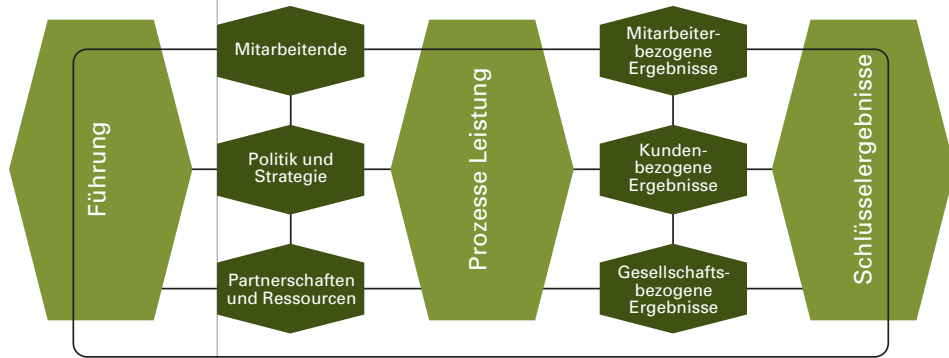 Führung
Mitarbeitende
Politik und
Strategie
Partnerschaften
und Ressourcen
Prozesse Leistung
Mitarbeiter-
bezogene
Ergebnisse
Kunden-
bezogene
Ergebnisse
Gesellschafts-
bezogene
Ergebnisse
Schlüsselergebnisse